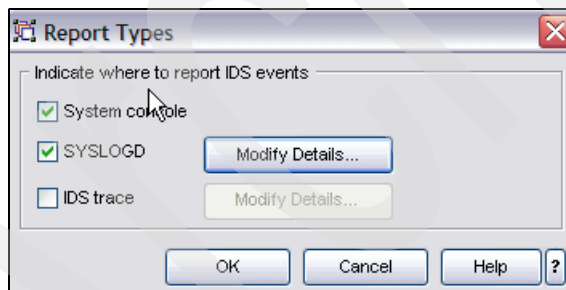 Report Types
Indicate where to report IDS events
System console
SYSLOGD
Modify Details...
IDS trace
Modify Details...
OK
Cancel
Help
?